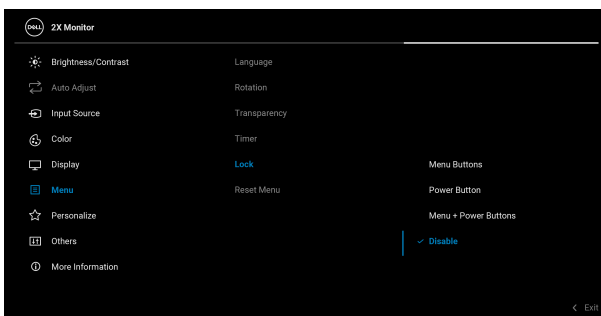 DELL 2X Monitor
Brightness/Contrast Language
Auto Adjust Rotation
Input Source Transparency
Color Timer
Display Lock Menu Buttons
Menu Reset Menu Power Button
Personalize Menu + Power Buttons
Others Disable
More Information
Exit